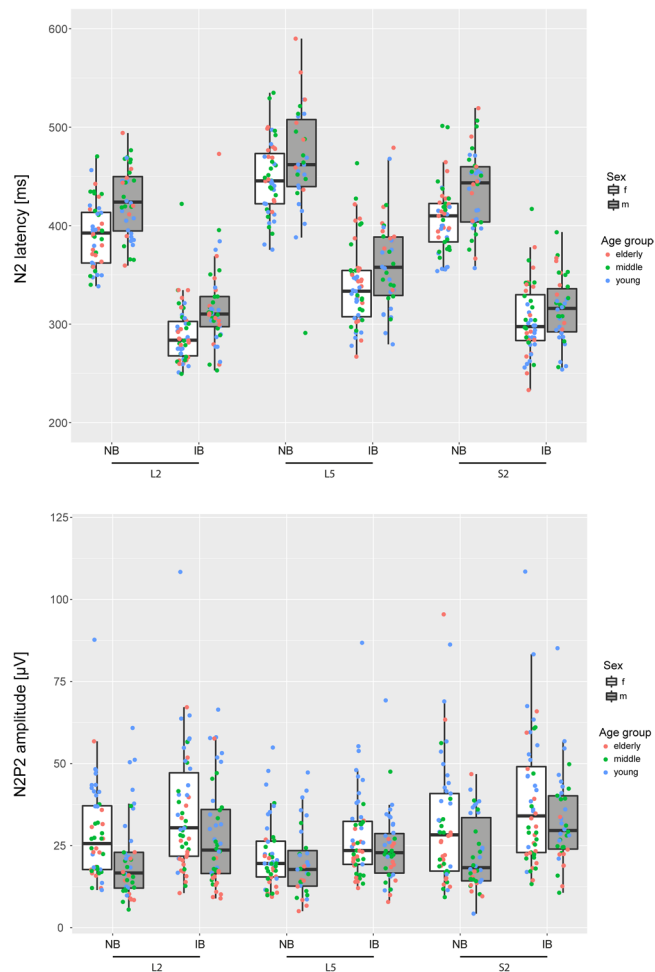 600
500
400
300
200
N2 latency [ms]
NB IB NB IB NB IB
L2 L5 S2
Sex
f
m
Age group
elderly
middle
young
125
100
75
50
25
0
N2P2 amplitude [µV]
NB IB NB IB NB IB
L2 L5 S2
Sex
f
m
Age group
elderly
middle
young